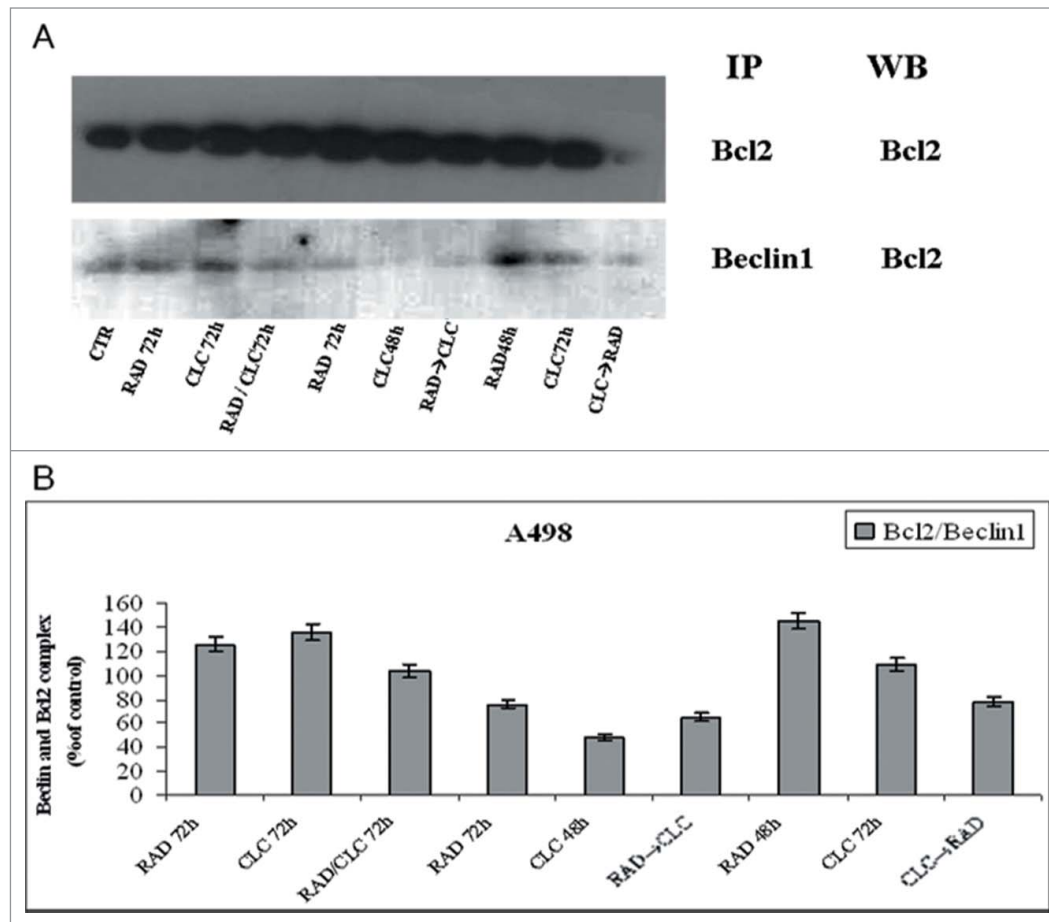 A
IP WB
Bcl2 Bcl2
Beclin1 Bcl2
CTR RAD 72h CLC 72h RAD / CLC72h RAD 72h CLC48h RAD→CLC RAD48h CLC72h CLC→RAD
B
A498
Bcl2/Beclin1
Beclin and Bcl2 complex
(%of control)
160
140
120
100
80
60
40
20
0
RAD 72h CLC 72h RAD/CLC 72h RAD 72h CLC 48h RAD→CLC RAD 48h CLC 72h CLC→RAD